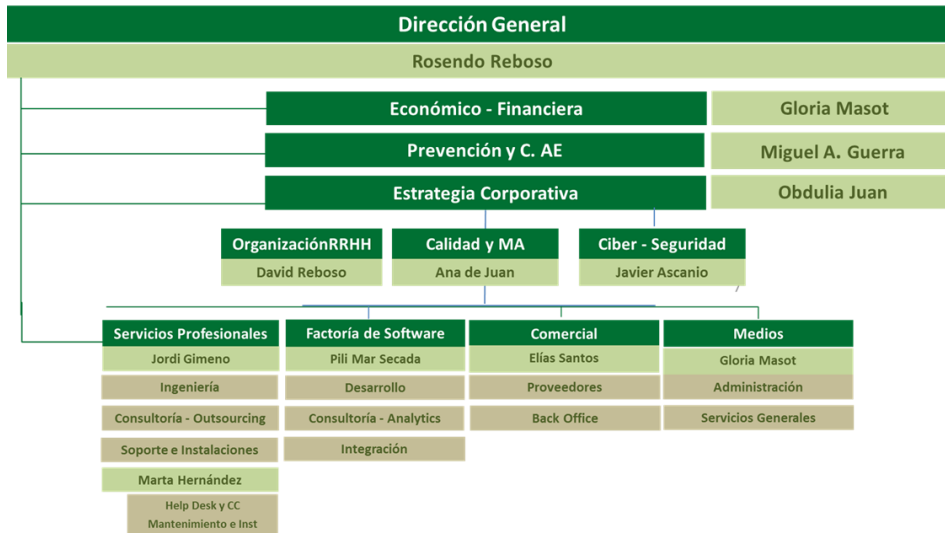 Dirección General
Rosendo Reboso
Económico - Financiera
Gloria Masot
Prevención y C. AE
Miguel A. Guerra
Estrategia Corporativa
Obdulia Juan
OrganizaciónRRHH
David Reboso
Calidad y MA
Ana de Juan
Ciber - Seguridad
Javier Ascanio
Servicios Profesionales
Jordi Gimeno
Ingeniería
Consultoría - Outsourcing
Soporte e Instalaciones
Marta Hernández
Help Desk y CC
Mantenimiento e Inst
Factoría de Software
Pili Mar Secada
Desarrollo
Consultoría - Analytics
Integración
Comercial
Elías Santos
Proveedores
Back Office
Medios
Gloria Masot
Administración
Servicios Generales